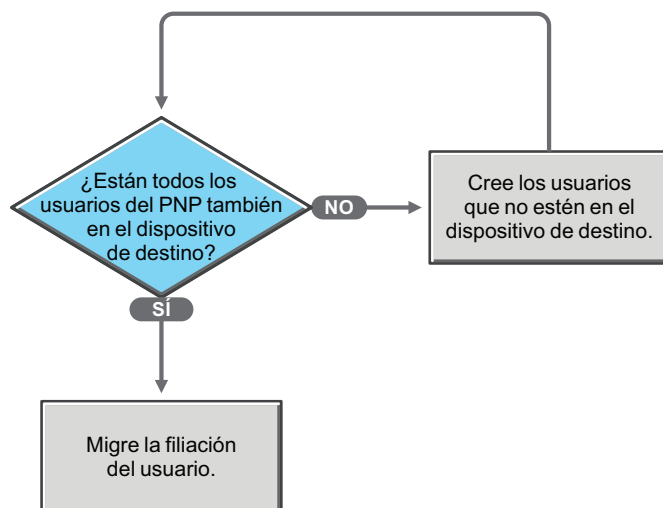 ¿Están todos los
usuarios del PNP también
en el dispositivo
de destino?
NO
Cree los usuarios
que no estén en el
dispositivo de destino.
SÍ
Migre la filiación
del usuario.